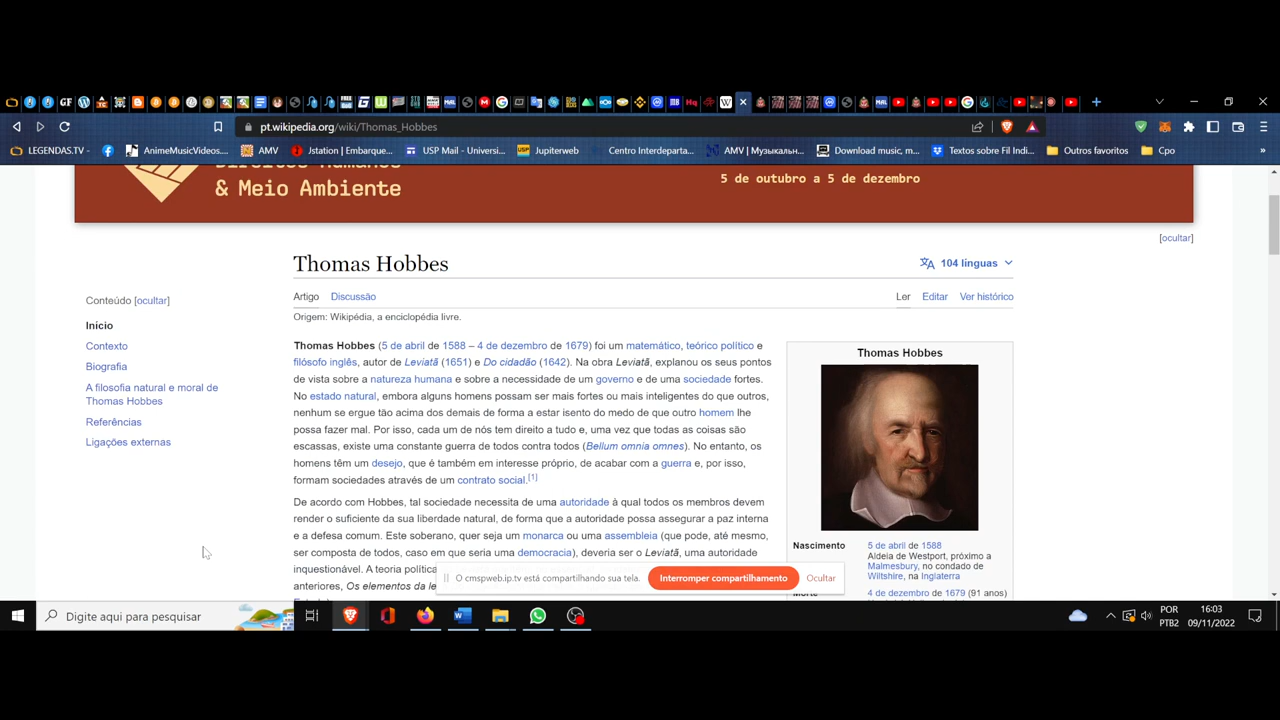 pt.wikipedia.org/wiki/Thomas_Hobbes
LEGENDAS.TV - Facebook AnimeMusicVideos... AMV Jstation | Embarque... USP Mail - Universi... Jupiterweb Centro Interdeparta... AMV | Музыкальн... Download music, m... Textos sobre Fil Indi... Outros favoritos Cpo
& Meio Ambiente
5 de outubro a 5 de dezembro
[ocultar]
Thomas Hobbes
104 línguas
Conteúdo [ocultar]
Início
Contexto
Biografia
A filosofia natural e moral de
Thomas Hobbes
Referências
Ligações externas
Artigo Discussão
Ler Editar Ver histórico
Origem: Wikipédia, a enciclopédia livre.
Thomas Hobbes (5 de abril de 1588 – 4 de dezembro de 1679) foi um matemático, teórico político e
filósofo inglês, autor de Leviatã (1651) e Do cidadão (1642). Na obra Leviatã, explanou os seus pontos
de vista sobre a natureza humana e sobre a necessidade de um governo e de uma sociedade fortes.
No estado natural, embora alguns homens possam ser mais fortes ou mais inteligentes do que outros,
nenhum se ergue tão acima dos demais de forma a estar isento do medo de que outro homem lhe
possa fazer mal. Por isso, cada um de nós tem direito a tudo e, uma vez que todas as coisas são
escassas, existe uma constante guerra de todos contra todos (Bellum omnia omnes). No entanto, os
homens têm um desejo, que é também em interesse próprio, de acabar com a guerra e, por isso,
formam sociedades através de um contrato social.[1]
De acordo com Hobbes, tal sociedade necessita de uma autoridade à qual todos os membros devem
render o suficiente da sua liberdade natural, de forma que a autoridade possa assegurar a paz interna
e a defesa comum. Este soberano, quer seja um monarca ou uma assembleia (que pode, até mesmo,
ser composta de todos, caso em que seria uma democracia), deveria ser o Leviatã, uma autoridade
inquestionável. A teoria política
anteriores, Os elementos da le
Thomas Hobbes
Nascimento
5 de abril de 1588
Aldeia de Westport, próximo a
Malmesbury, no condado de
Wiltshire, na Inglaterra
4 de dezembro de 1679 (91 anos)
O cmspweb.ip.tv está compartilhando sua tela. Interromper compartilhamento Ocultar
Digite aqui para pesquisar
POR
PTB2
16:03
09/11/2022